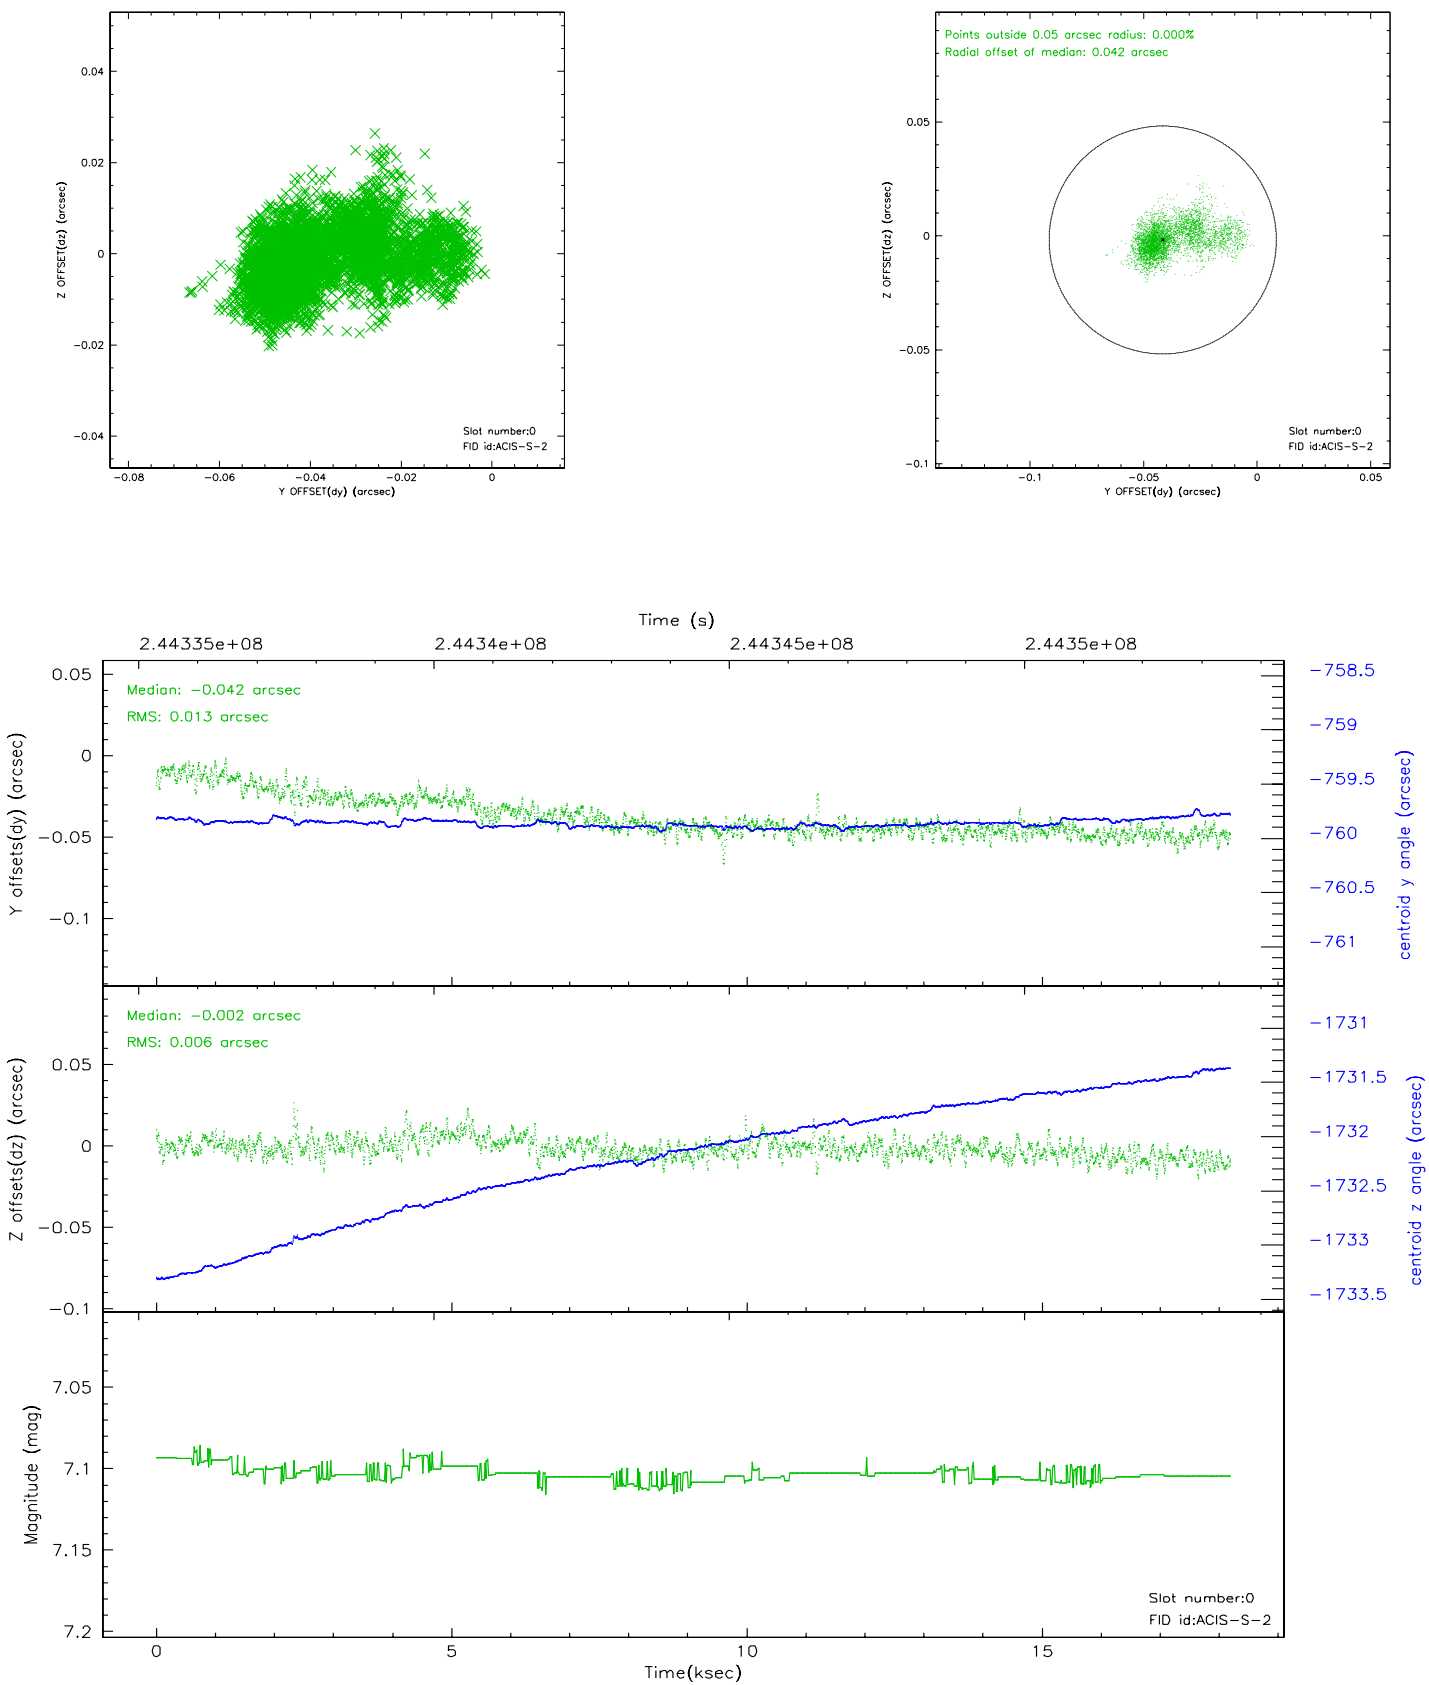 0.04
0.02
0
-0.02
-0.04
Z OFFSET(dz) (arcsec)
Slot number:0
FID id:ACIS-S-2
-0.08 -0.06 -0.04 -0.02 0
Y OFFSET(dy) (arcsec)
Points outside 0.05 arcsec radius: 0.000%
Radial offset of median: 0.042 arcsec
0.05
0
-0.05
-0.1
Z OFFSET(dz) (arcsec)
Slot number:0
FID id:ACIS-S-2
-0.1 -0.05 0 0.05
Y OFFSET(dy) (arcsec)
Time (s)
2.44335e+08 2.4434e+08 2.44345e+08 2.4435e+08
Median: -0.042 arcsec
RMS: 0.013 arcsec
0.05
0
-0.05
-0.1
Y offsets(dy) (arcsec)
-758.5
-759
-759.5
-760
-760.5
-761
centroid y angle (arcsec)
Median: -0.002 arcsec
RMS: 0.006 arcsec
0.05
0
-0.05
-0.1
Z offsets(dz) (arcsec)
-1731
-1731.5
-1732
-1732.5
-1733
-1733.5
centroid z angle (arcsec)
7.05
7.1
7.15
7.2
Magnitude (mag)
Slot number:0
FID id:ACIS-S-2
0 5 10 15
Time(ksec)